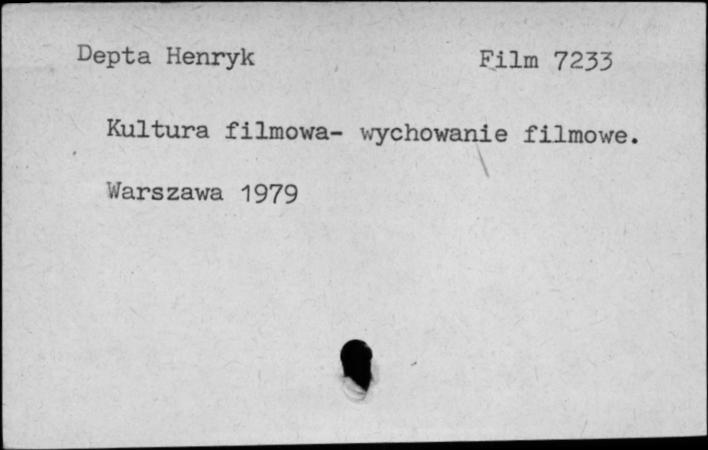 Depta Henryk Film 7233
Kultura filmowa- wychowanie filmowe.
Warszawa 1979